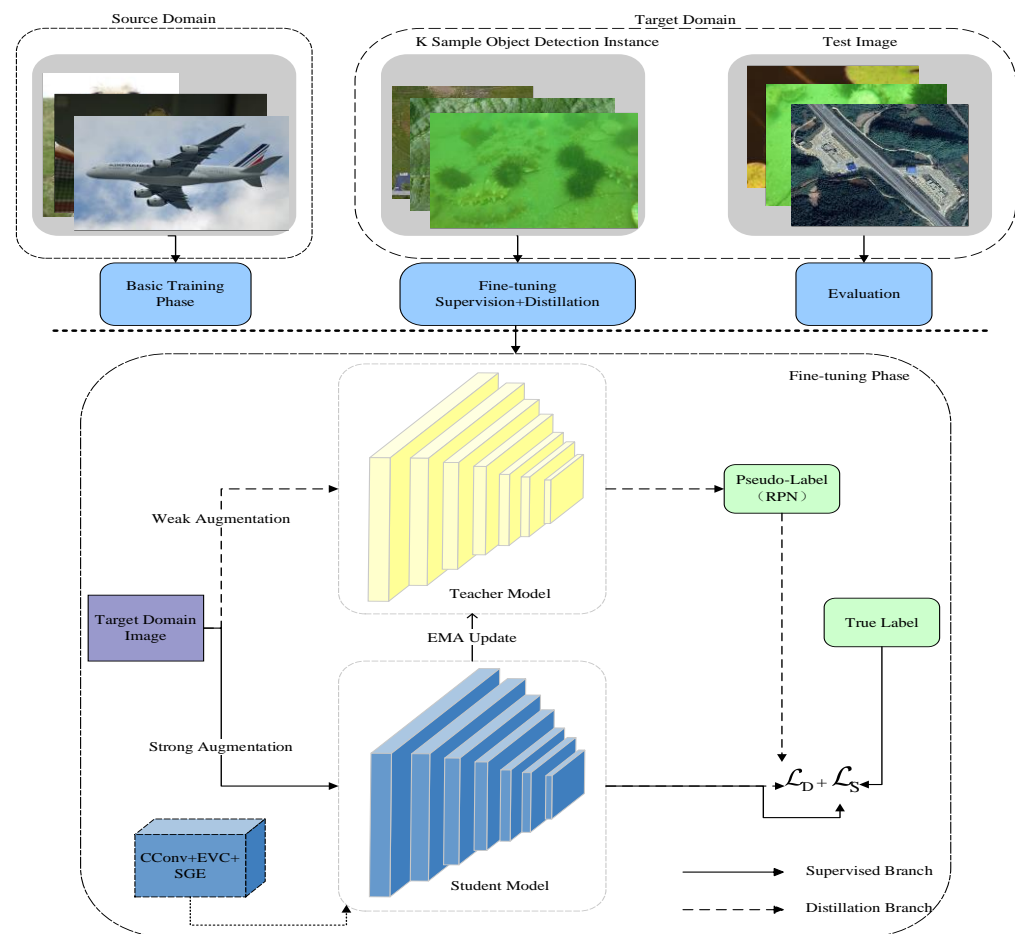 Source Domain
Target Domain
K Sample Object Detection Instance
Test Image
AIRFRANCE
Basic Training
Phase
Fine-tuning
Supervision+Distillation
Evaluation
Fine-tuning Phase
Weak Augmentation
Pseudo-Label
（RPN）
Teacher Model
Target Domain
Image
True Label
EMA Update
Strong Augmentation
ℒD + ℒS
CConv+EVC+
SGE
Student Model
Supervised Branch
Distillation Branch